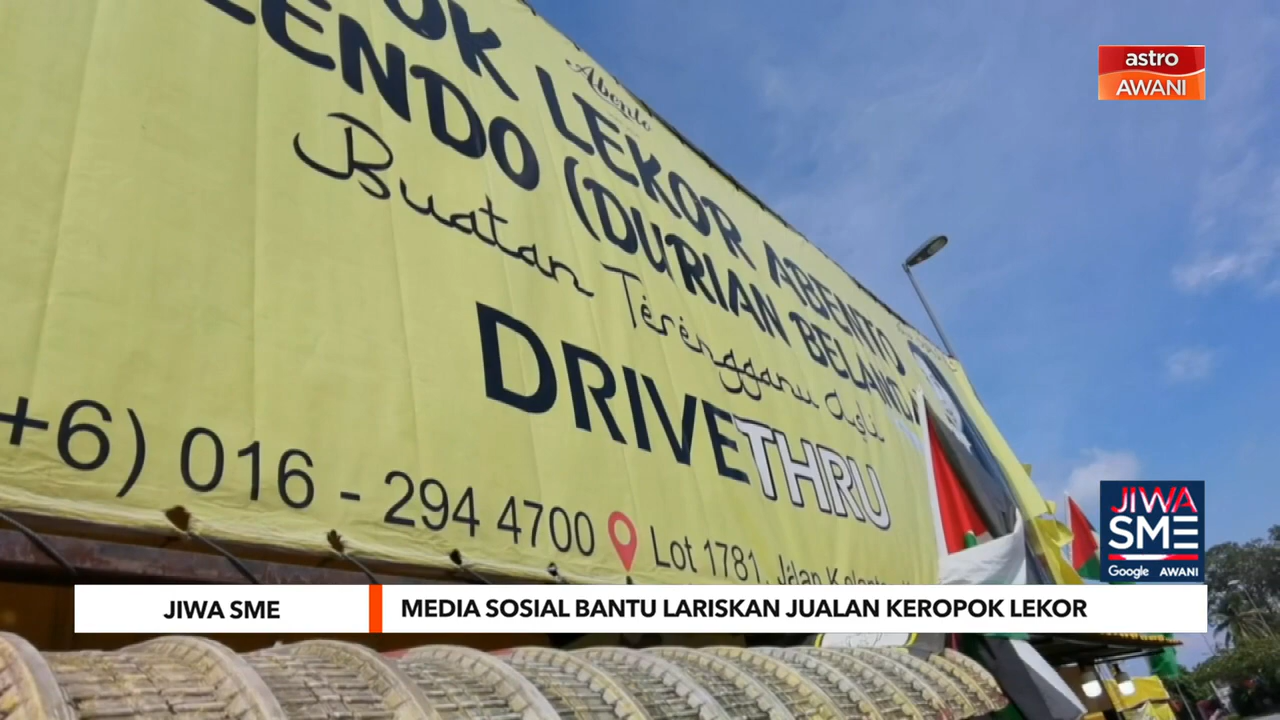 astro
AWANI
Abento
OK LEKOR ABENTO
LENDO (DURIAN BELANDA
Buatan Terengganu Asli
DRIVETHRU
+6) 016 - 294 4700 Lot 1781, Jalan
JIWA
SME
Google AWANI
JIWA SME
MEDIA SOSIAL BANTU LARISKAN JUALAN KEROPOK LEKOR